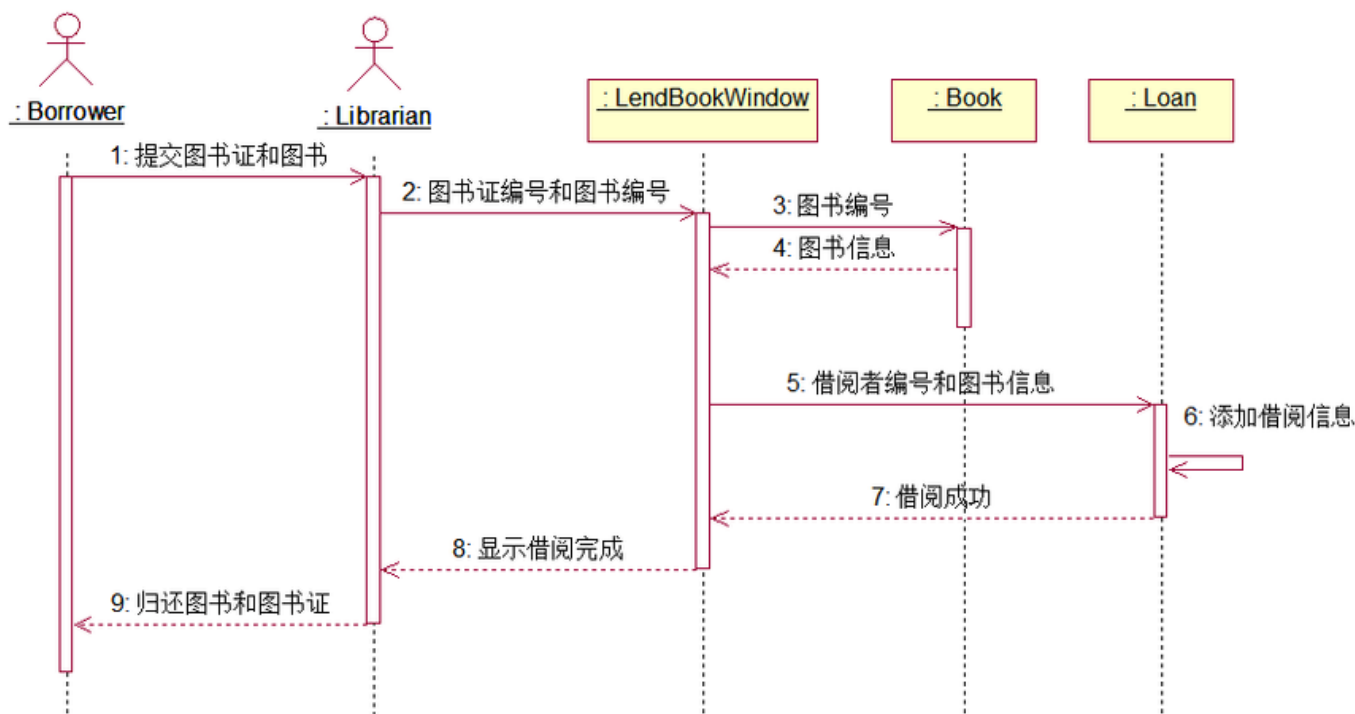 : Borrower
: Librarian
: LendBookWindow
: Book
: Loan
1: 提交图书证和图书
2: 图书证编号和图书编号
3: 图书编号
4: 图书信息
5: 借阅者编号和图书信息
6: 添加借阅信息
7: 借阅成功
8: 显示借阅完成
9: 归还图书和图书证